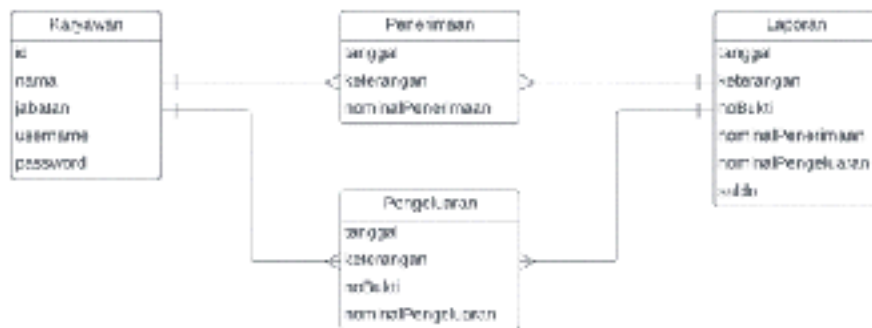 Karyawan
id
nama
jabatan
username
password
Penerimaan
tanggal
keterangan
nominalPenerimaan
Pengeluaran
tanggal
keterangan
noBukti
nominalPengeluaran
Laporan
tanggal
keterangan
noBukti
nominalPenerimaan
nominalPengeluaran
saldo